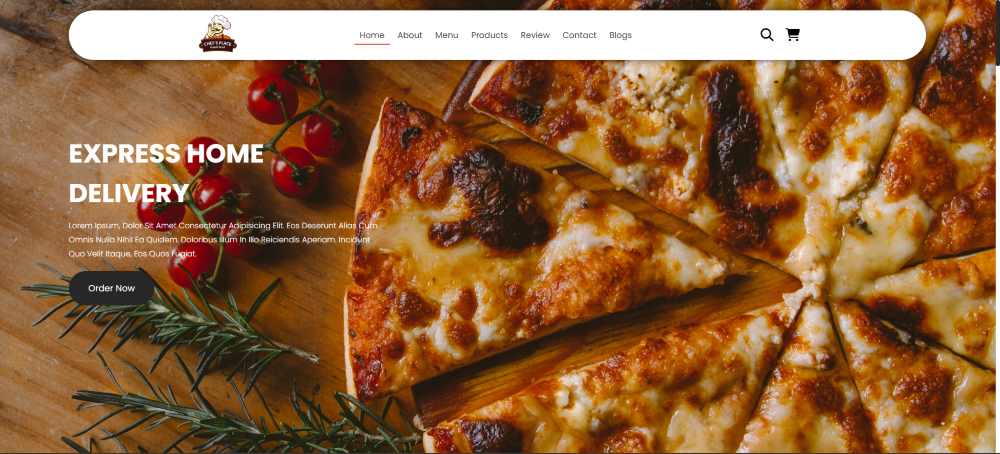 CHEF'S PLACE
Home About Menu Products Review Contact Blogs
EXPRESS HOME
DELIVERY
Lorem Ipsum, Dolor Sit Amet Consectetur Adipisicing Elit. Eos Deserunt Alias Cum
Omnis Nulla Nihil Ea Quidem. Doloribus Illum In Illo Reiciendis Aperiam. Incidunt
Quo Velit Itaque, Eos Quos Fugiat.
Order Now